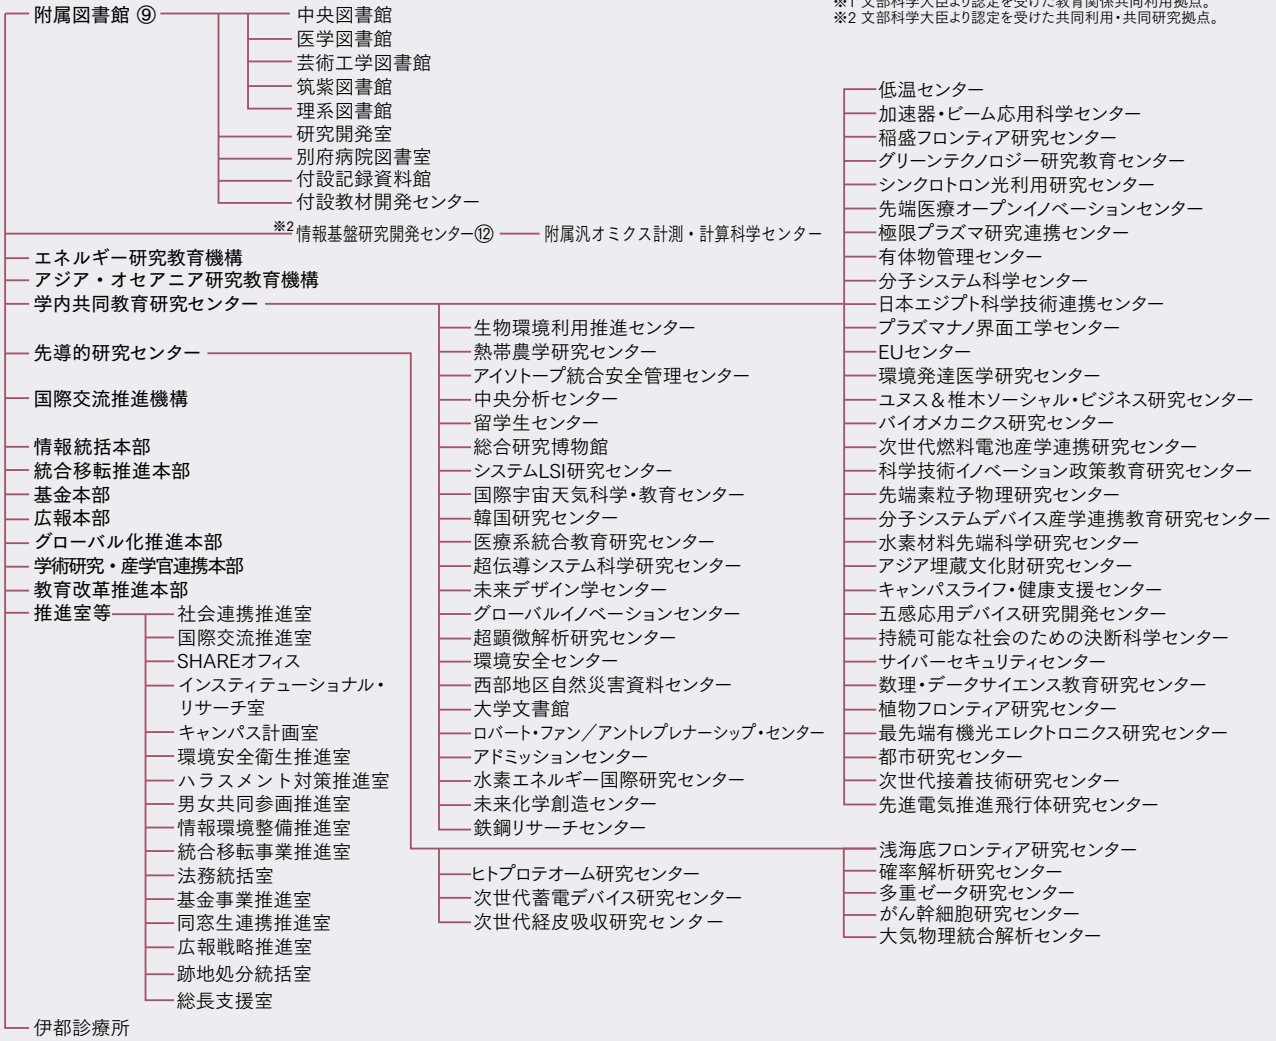 ※1 文部科学大臣より認定を受けた教育関係共同利用拠点。
※2 文部科学大臣より認定を受けた共同利用・共同研究拠点。
附属図書館 ⑨
中央図書館
医学図書館
芸術工学図書館
筑紫図書館
理系図書館
研究開発室
別府病院図書室
付設記録資料館
付設教材開発センター
※2 情報基盤研究開発センター⑫
附属汎オミクス計測・計算科学センター
エネルギー研究教育機構
アジア・オセアニア研究教育機構
学内共同教育研究センター
生物環境利用推進センター
熱帯農学研究センター
アイソトープ統合安全管理センター
中央分析センター
留学生センター
総合研究博物館
システムLSI研究センター
国際宇宙天気科学・教育センター
韓国研究センター
医療系統合教育研究センター
超伝導システム科学研究センター
未来デザイン学センター
グローバルイノベーションセンター
超顕微解析研究センター
環境安全センター
西部地区自然災害資料センター
大学文書館
ロバート・ファン／アントレプレナーシップ・センター
アドミッションセンター
水素エネルギー国際研究センター
未来化学創造センター
鉄鋼リサーチセンター
低温センター
加速器・ビーム応用科学センター
稲盛フロンティア研究センター
グリーンテクノロジー研究教育センター
シンクロトロン光利用研究センター
先端医療オープンイノベーションセンター
極限プラズマ研究連携センター
有体物管理センター
分子システム科学センター
日本エジプト科学技術連携センター
プラズマナノ界面工学センター
EUセンター
環境発達医学研究センター
ユヌス＆椎木ソーシャル・ビジネス研究センター
バイオメカニクス研究センター
次世代燃料電池産学連携研究センター
科学技術イノベーション政策教育研究センター
先端素粒子物理研究センター
分子システムデバイス産学連携教育研究センター
水素材料先端科学研究センター
アジア埋蔵文化財研究センター
キャンパスライフ・健康支援センター
五感応用デバイス研究開発センター
持続可能な社会のための決断科学センター
サイバーセキュリティセンター
数理・データサイエンス教育研究センター
植物フロンティア研究センター
最先端有機光エレクトロニクス研究センター
都市研究センター
次世代接着技術研究センター
先進電気推進飛行体研究センター
先導的研究センター
ヒトプロテオーム研究センター
次世代蓄電デバイス研究センター
次世代経皮吸収研究センター
浅海底フロンティア研究センター
確率解析研究センター
多重ゼータ研究センター
がん幹細胞研究センター
大気物理統合解析センター
国際交流推進機構
情報統括本部
統合移転推進本部
基金本部
広報本部
グローバル化推進本部
学術研究・産学官連携本部
教育改革推進本部
推進室等
社会連携推進室
国際交流推進室
SHAREオフィス
インスティテューショナル・
リサーチ室
キャンパス計画室
環境安全衛生推進室
ハラスメント対策推進室
男女共同参画推進室
情報環境整備推進室
統合移転事業推進室
法務統括室
基金事業推進室
同窓生連携推進室
広報戦略推進室
跡地処分統括室
総長支援室
伊都診療所